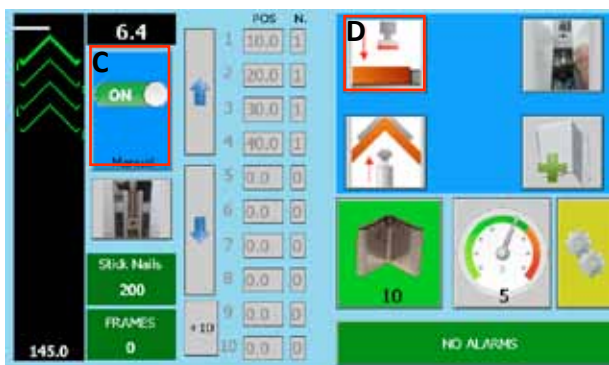 6.4
C
ON
Manual
Stick Nails
200
FRAMES
0
145.0
+10
POS N.
1 10.0 1
2 20.0 1
3 30.0 1
4 40.0 1
5 0.0 0
6 0.0 0
7 0.0 0
8 0.0 0
9 0.0 0
10 0.0 0
D
10
5
NO ALARMS